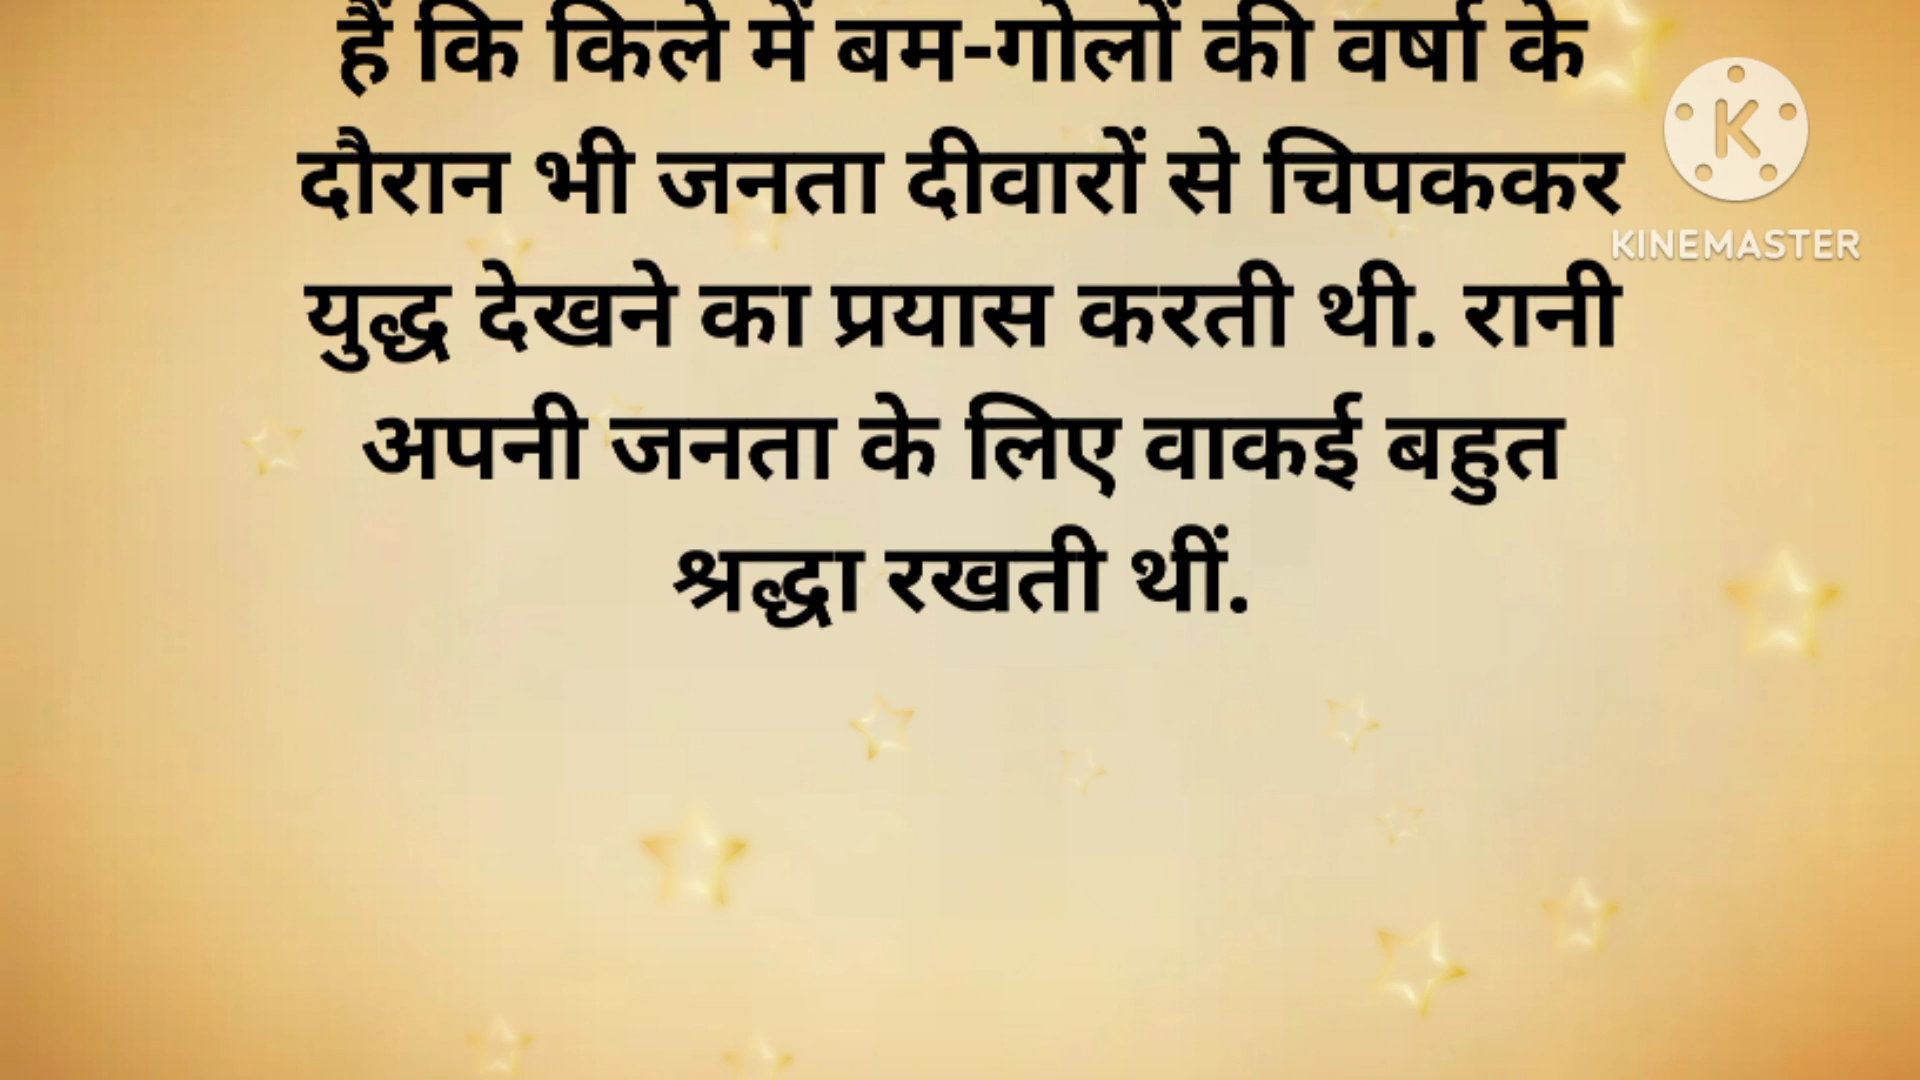 हैं कि किले में बम-गोलों की वर्षा के
दौरान भी जनता दीवारों से चिपककर
युद्ध देखने का प्रयास करती थी. रानी
अपनी जनता के लिए वाकई बहुत
श्रद्धा रखती थीं.
K
KINEMASTER